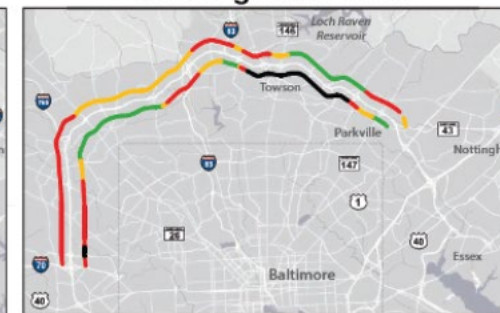 Loch Raven
Reservoir
83
146
Towson
795
Parkville
43
Nottingh
147
83
1
26
40
Essex
70
Baltimore
40